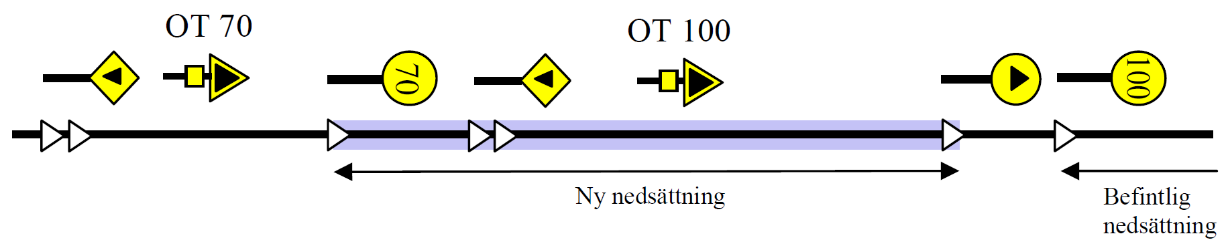 OT 70
OT 100
70
100
Ny nedsättning
Befintlig
nedsättning